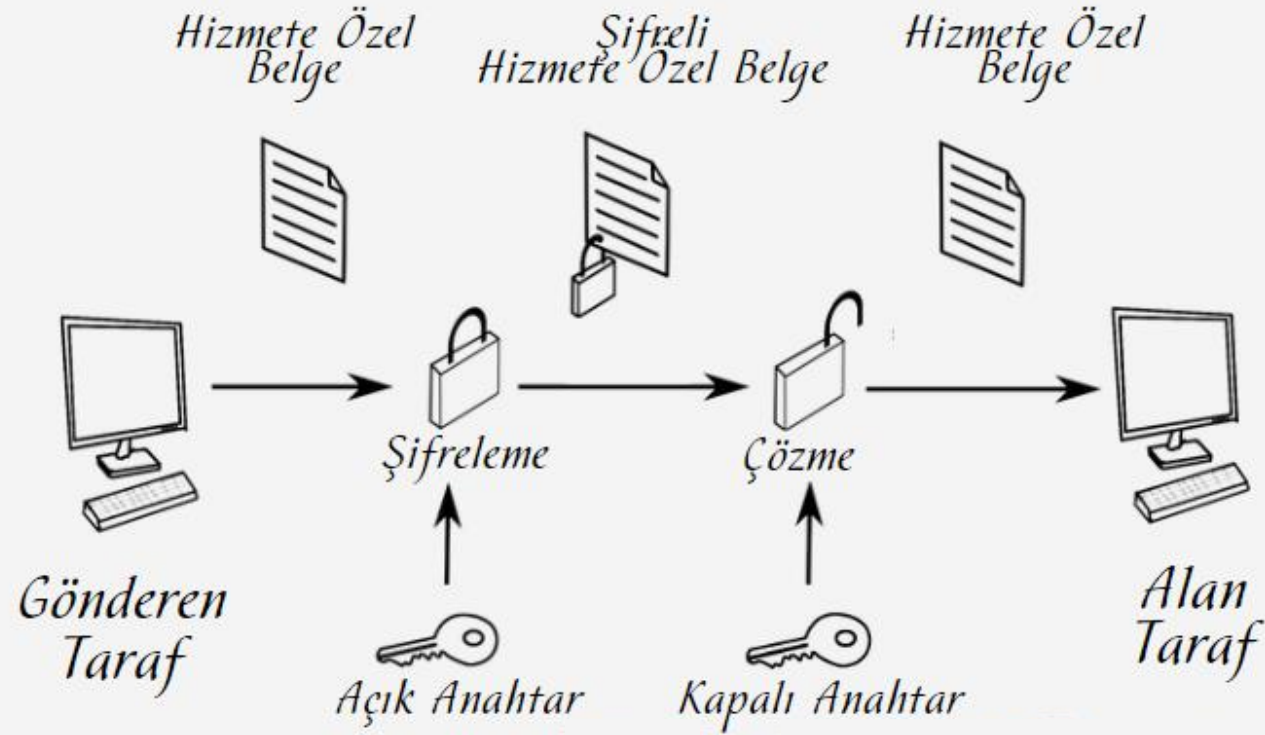 Hizmete Özel
Belge
Şifreli
Hizmete Özel Belge
Hizmete Özel
Belge
Şifreleme
Çözme
Gönderen
Taraf
Alan
Taraf
Açık Anahtar
Kapalı Anahtar